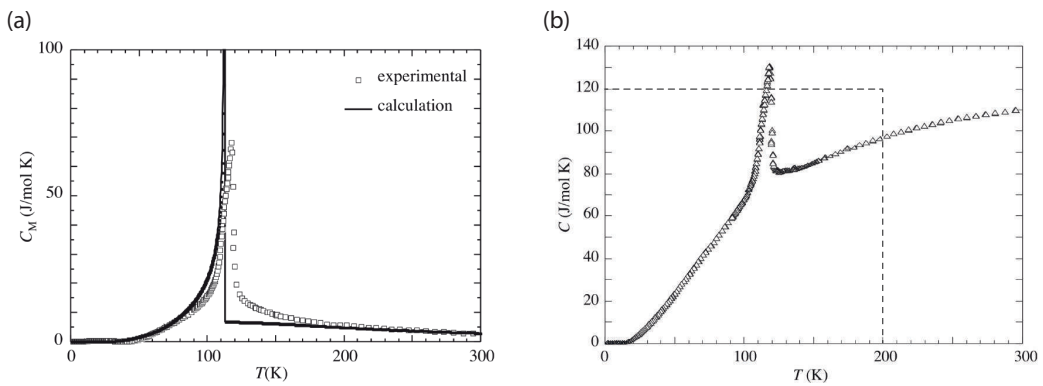 (a)
100
50
0
C_M (J/mol K)
experimental
calculation
0
100
200
300
T(K)
(b)
140
120
100
80
60
40
20
0
C (J/mol K)
0
100
200
300
T (K)